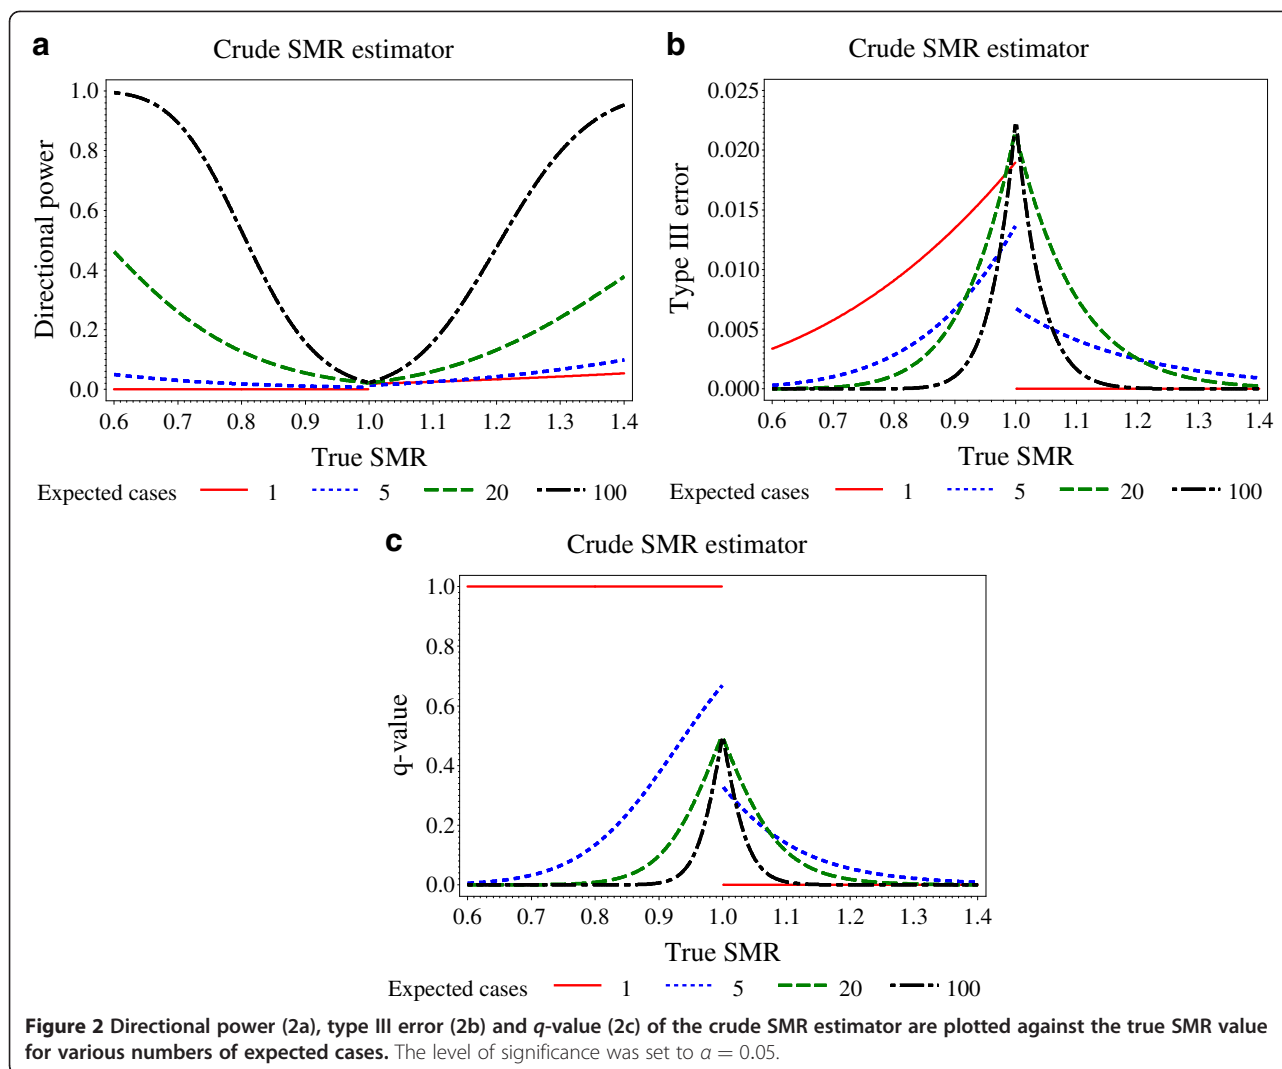 a
Crude SMR estimator
1.0
0.8
0.6
0.4
0.2
0.0
Directional power
0.6 0.7 0.8 0.9 1.0 1.1 1.2 1.3 1.4
True SMR
Expected cases 1 5 20 100
b
Crude SMR estimator
0.025
0.020
0.015
0.010
0.005
0.000
Type III error
0.6 0.7 0.8 0.9 1.0 1.1 1.2 1.3 1.4
True SMR
Expected cases 1 5 20 100
c
Crude SMR estimator
1.0
0.8
0.6
0.4
0.2
0.0
q-value
0.6 0.7 0.8 0.9 1.0 1.1 1.2 1.3 1.4
True SMR
Expected cases 1 5 20 100
Figure 2 Directional power (2a), type III error (2b) and q-value (2c) of the crude SMR estimator are plotted against the true SMR value
for various numbers of expected cases. The level of significance was set to α = 0.05.